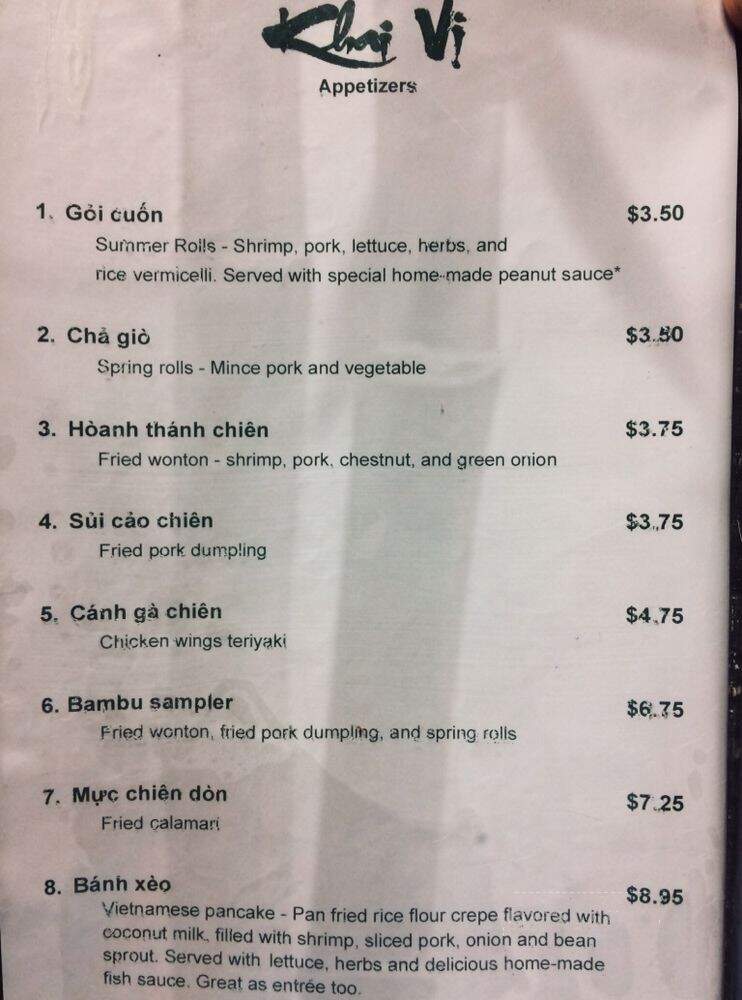 Khai Vị
Appetizers
1. Gỏi cuốn $3.50
Summer Rolls - Shrimp, pork, lettuce, herbs, and
rice vermicelli. Served with special home-made peanut sauce*
2. Chả giò $3.50
Spring rolls - Mince pork and vegetable
3. Hòanh thánh chiên $3.75
Fried wonton - shrimp, pork, chestnut, and green onion
4. Sủi cảo chiên $3.75
Fried pork dumpling
5. Cánh gà chiên $4.75
Chicken wings teriyaki
6. Bambu sampler $6.75
Fried wonton, fried pork dumpling, and spring rolls
7. Mực chiên dòn $7.25
Fried calamari
8. Bánh xèo $8.95
Vietnamese pancake - Pan fried rice flour crepe flavored with
coconut milk, filled with shrimp, sliced pork, onion and bean
sprout. Served with lettuce, herbs and delicious home-made
fish sauce. Great as entrée too.